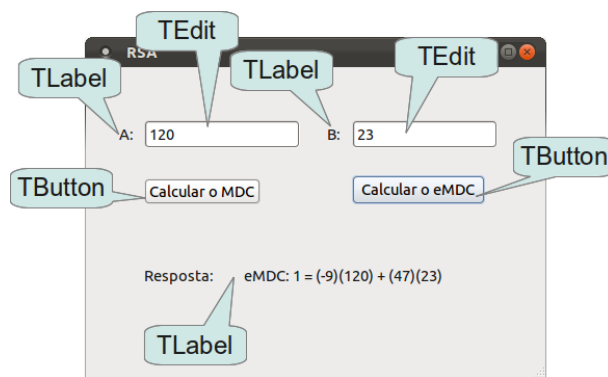 TEdit
RSA
TLabel
TLabel
TEdit
A: 120
B: 23
TButton
Calcular o MDC
Calcular o eMDC
TButton
Resposta: eMDC: 1 = (-9)(120) + (47)(23)
TLabel